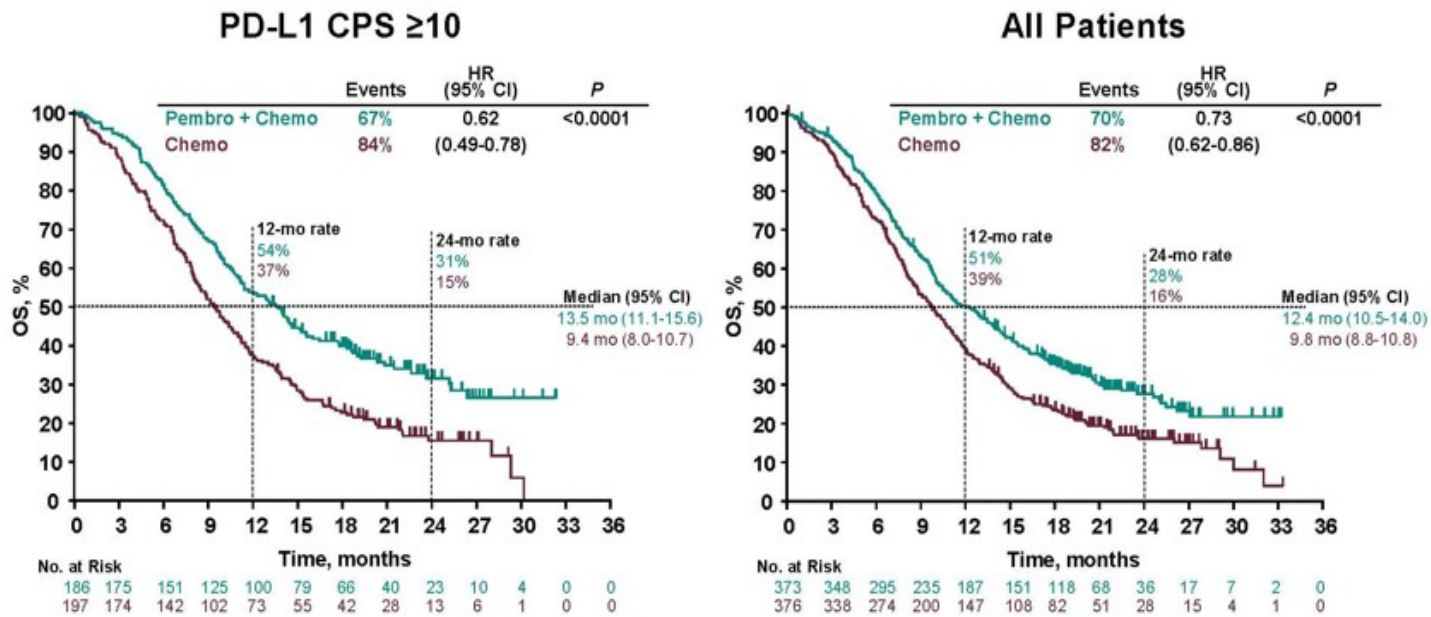 PD-L1 CPS ≥10
Events HR (95% CI) P
Pembro + Chemo 67% 0.62 <0.0001
Chemo 84% (0.49-0.78)
100
90
80
70
60
50
40
30
20
10
0
OS, %
12-mo rate
54%
37%
24-mo rate
31%
15%
Median (95% CI)
13.5 mo (11.1-15.6)
9.4 mo (8.0-10.7)
0 3 6 9 12 15 18 21 24 27 30 33 36
Time, months
No. at Risk
186 175 151 125 100 79 66 40 23 10 4 0 0
197 174 142 102 73 55 42 28 13 6 1 0 0
All Patients
Events HR (95% CI) P
Pembro + Chemo 70% 0.73 <0.0001
Chemo 82% (0.62-0.86)
100
90
80
70
60
50
40
30
20
10
0
OS, %
12-mo rate
51%
39%
24-mo rate
28%
16%
Median (95% CI)
12.4 mo (10.5-14.0)
9.8 mo (8.8-10.8)
0 3 6 9 12 15 18 21 24 27 30 33 36
Time, months
No. at Risk
373 348 295 235 187 151 118 68 36 17 7 2 0
376 338 274 200 147 108 82 51 28 15 4 1 0